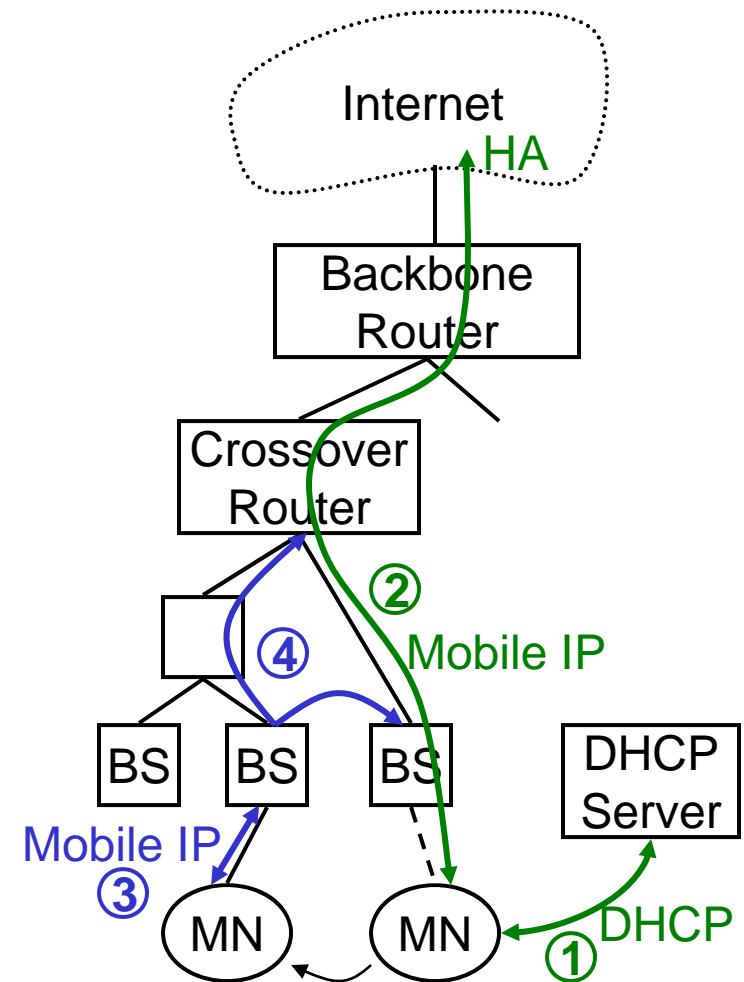 Internet
HA
Backbone
Router
Crossover
Router
2
Mobile IP
4
BS
BS
BS
DHCP
Server
Mobile IP
3
MN
MN
DHCP
1